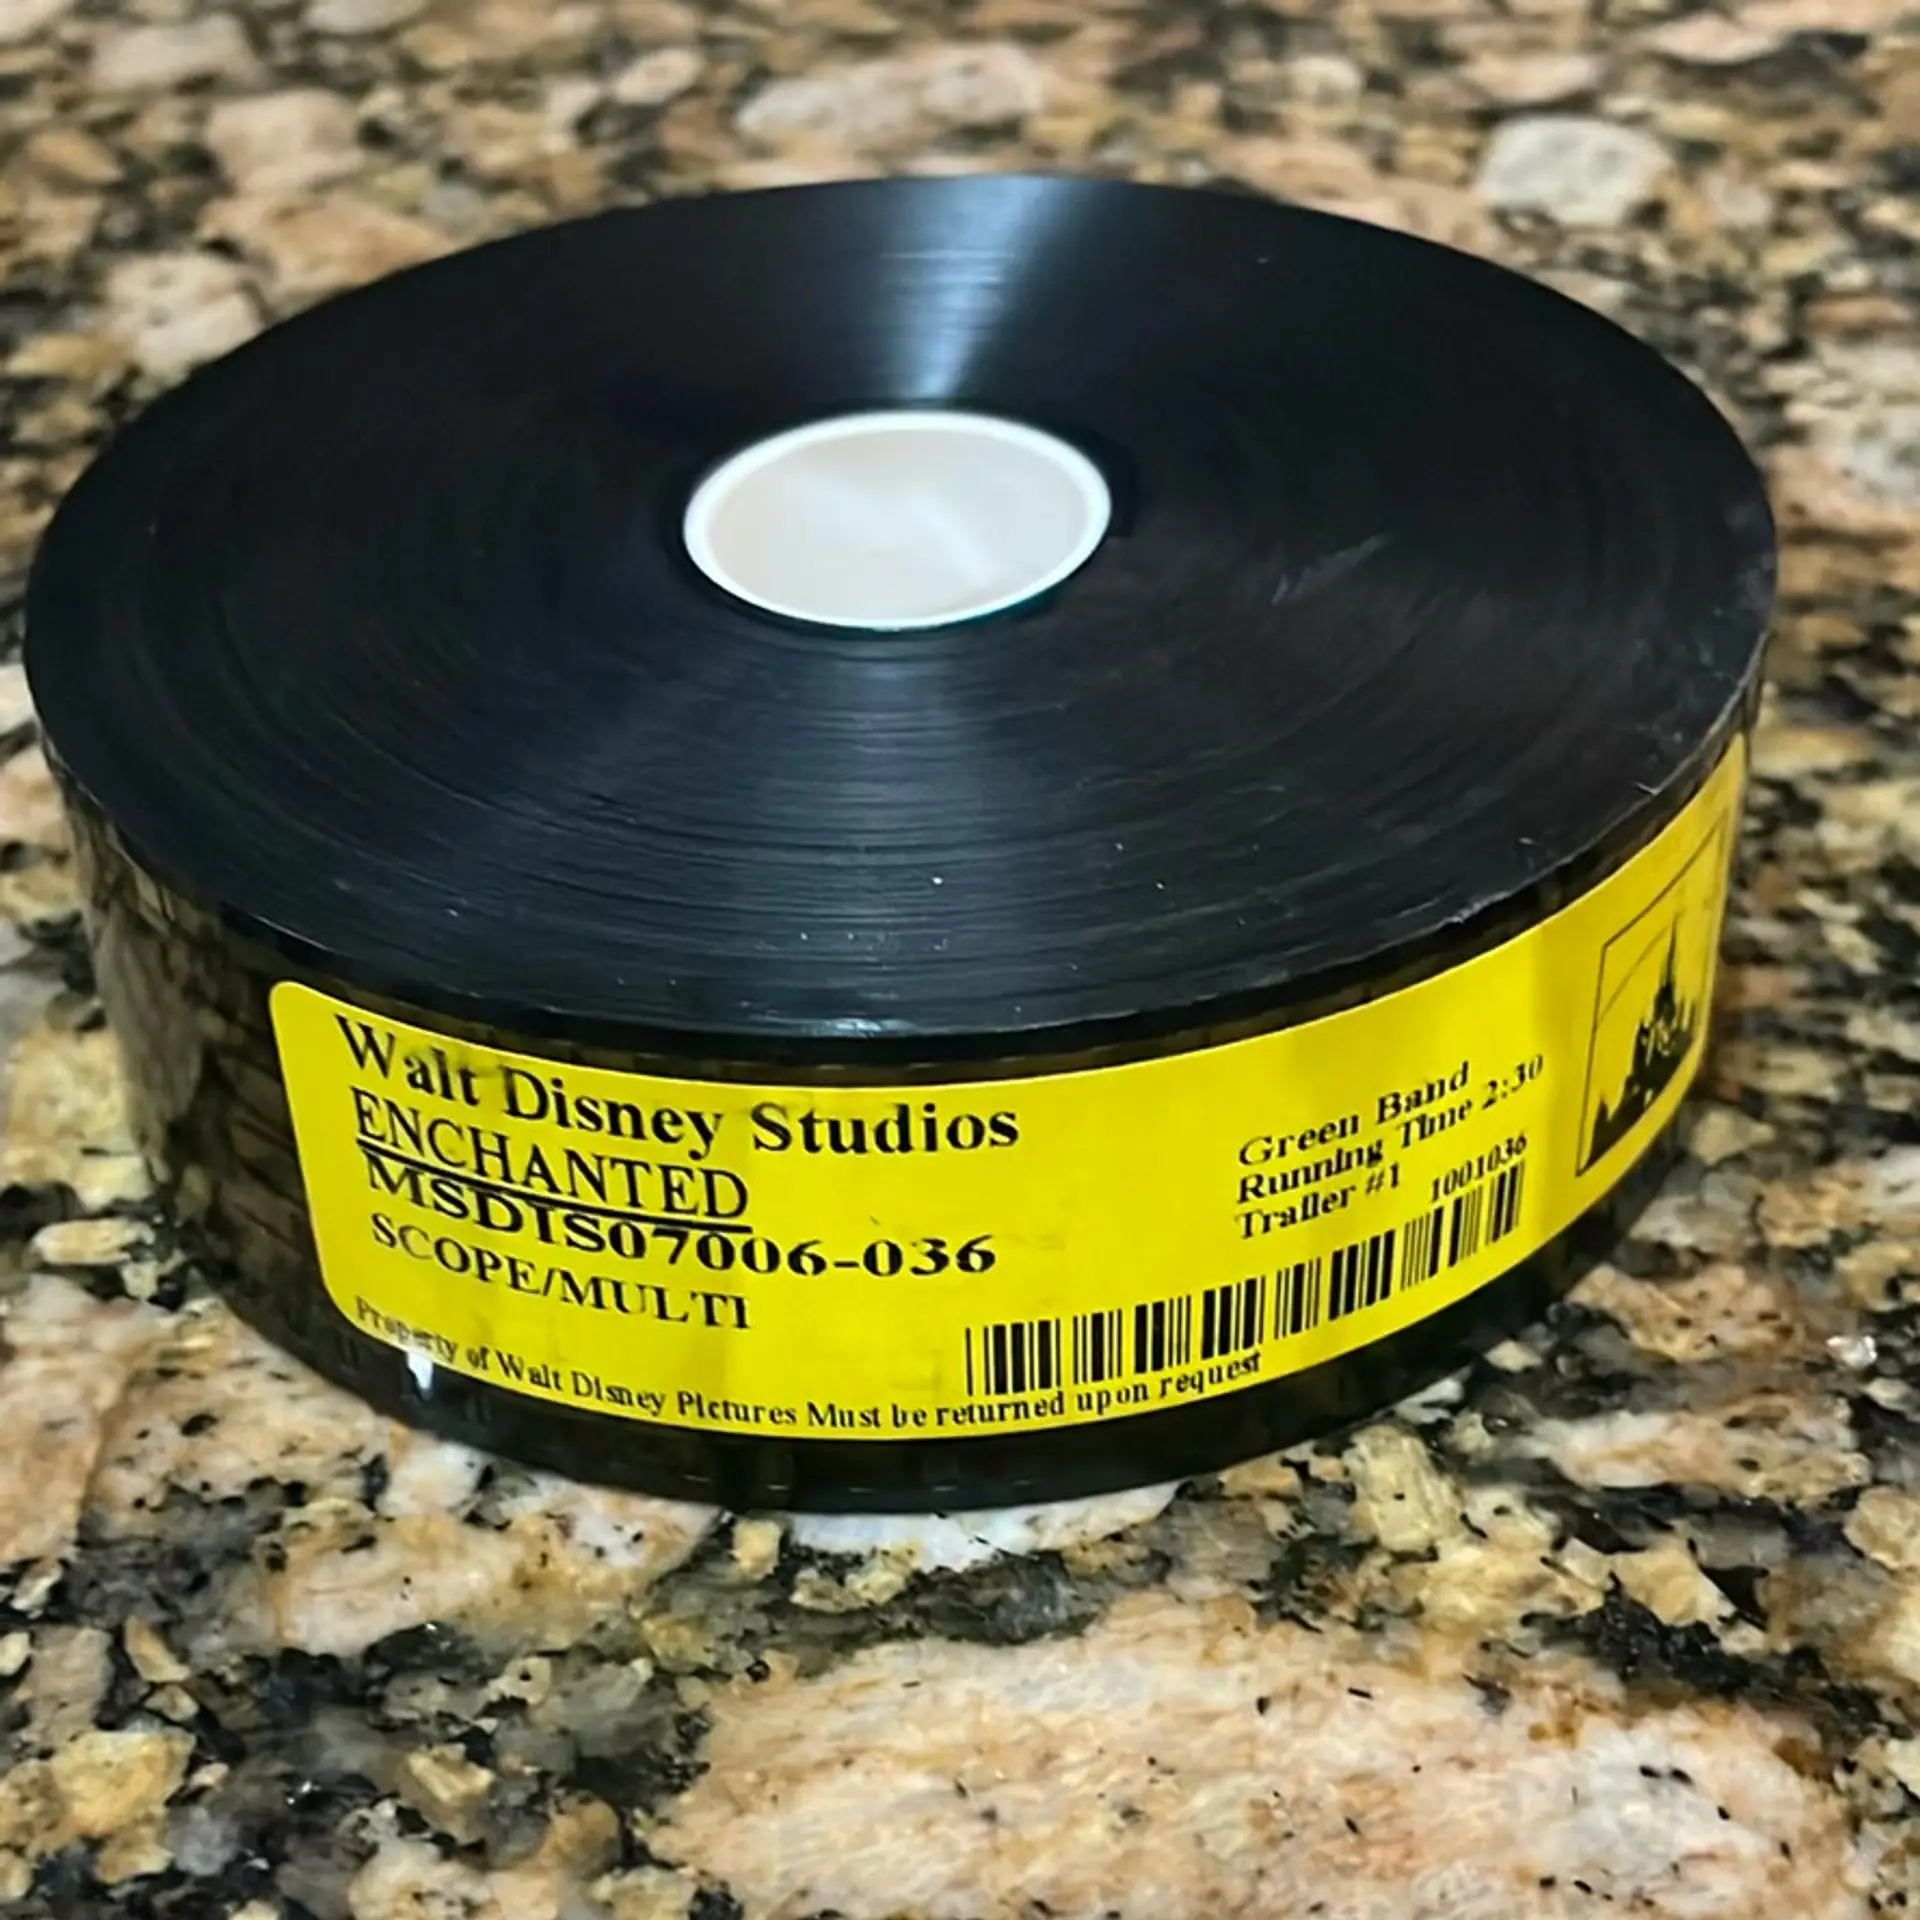 Walt Disney Studios
ENCHANTED
MSDIS07006-036
SCOPE/MULTI
Green Band
Running Time 2:30
Trailer #1 1001036
Property of Walt Disney Pictures Must be returned upon request